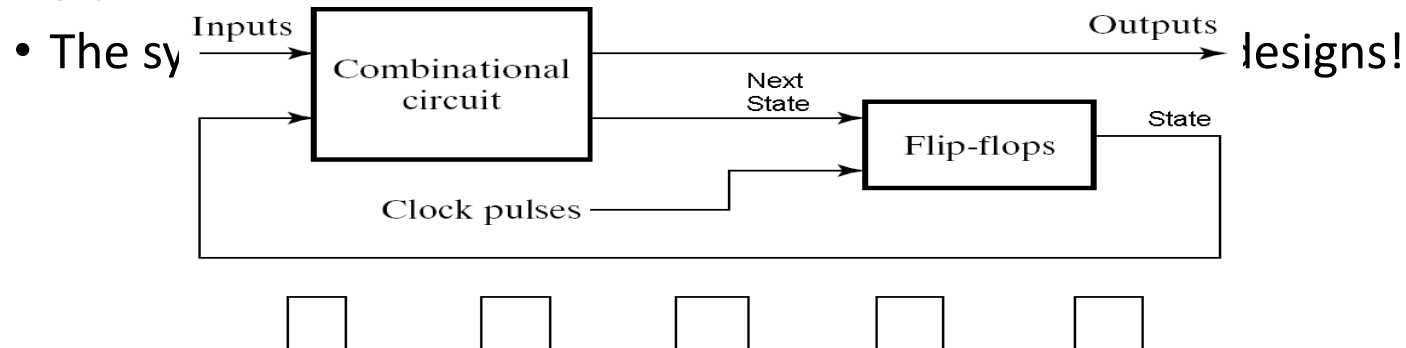 • The sy
designs!
Inputs
Outputs
Combinational
circuit
Next
State
Flip-flops
State
Clock pulses